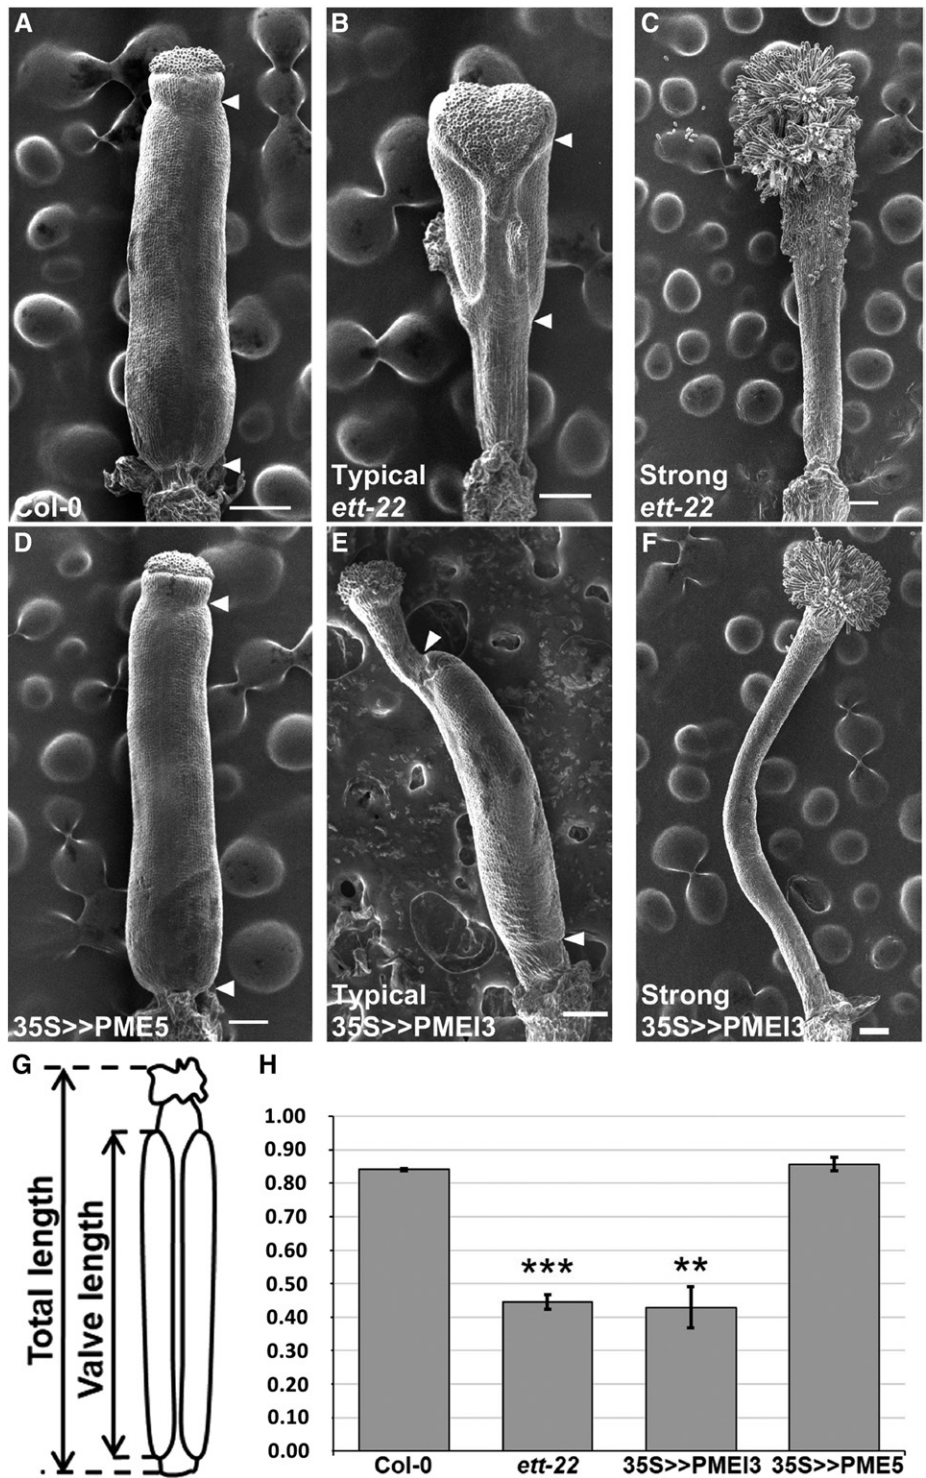 A
B
C
Col-0
Typical
ett-22
Strong
ett-22
D
E
F
35S>>PME5
Typical
35S>>PMEI3
Strong
35S>>PMEI3
G
Total length
Valve length
H
1.00
0.90
0.80
0.70
0.60
0.50
0.40
0.30
0.20
0.10
0.00
***
**
Col-0 ett-22 35S>>PMEI3 35S>>PME5